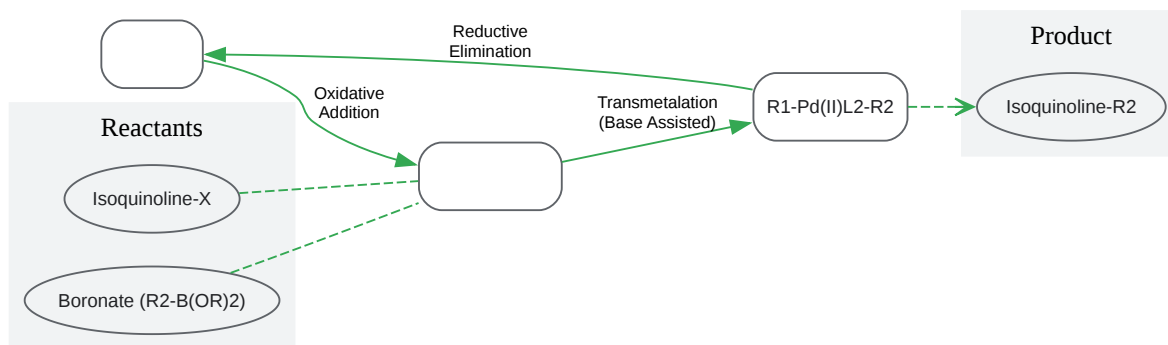 Reductive
Elimination
Product
Oxidative
Addition
Transmetalation
(Base Assisted)
R1-Pd(II)L2-R2
Isoquinoline-R2
Reactants
Isoquinoline-X
Boronate (R2-B(OR)2)